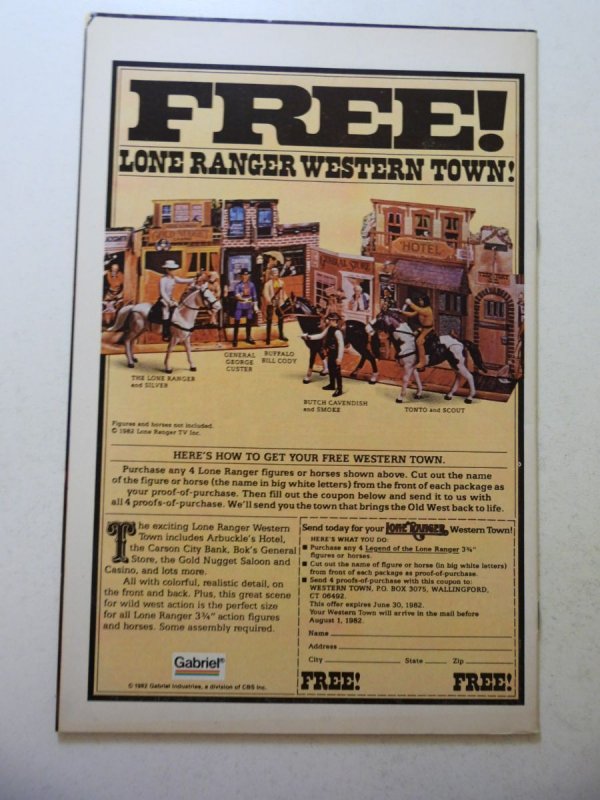 FREE!
LONE RANGER WESTERN TOWN!
GOLD NUGGET
GENERAL STORE
HOTEL
GENERAL
GEORGE
CUSTER
BUFFALO
BILL CODY
THE LONE RANGER
and SILVER
BUTCH CAVENDISH
and SMOKE
TONTO and SCOUT
Figures and horses not included.
© 1982 Lone Ranger TV Inc.
HERE'S HOW TO GET YOUR FREE WESTERN TOWN.
Purchase any 4 Lone Ranger figures or horses shown above. Cut out the name
of the figure or horse (the name in big white letters) from the front of each package as
your proof-of-purchase. Then fill out the coupon below and send it to us with
all 4 proofs-of-purchase. We'll send you the town that brings the Old West back to life.
The exciting Lone Ranger Western
Town includes Arbuckle's Hotel,
the Carson City Bank, Bok's General
Store, the Gold Nugget Saloon and
Casino, and lots more.
All with colorful, realistic detail, on
the front and back. Plus, this great scene
for wild west action is the perfect size
for all Lone Ranger 3¾" action figures
and horses. Some assembly required.
Gabriel®
© 1982 Gabriel Industries, a division of CBS Inc.
Send today for your LONE RANGER Western Town!
HERE'S WHAT YOU DO:
■ Purchase any 4 Legend of the Lone Ranger 3¾"
figures or horses.
■ Cut out the name of figure or horse (in big white letters)
from front of each package as proof-of-purchase.
■ Send 4 proofs-of-purchase with this coupon to:
WESTERN TOWN, P.O. BOX 3075, WALLINGFORD,
CT 06492.
This offer expires June 30, 1982.
Your Western Town will arrive in the mail before
August 1, 1982.
Name
Address
City State Zip
FREE! FREE!